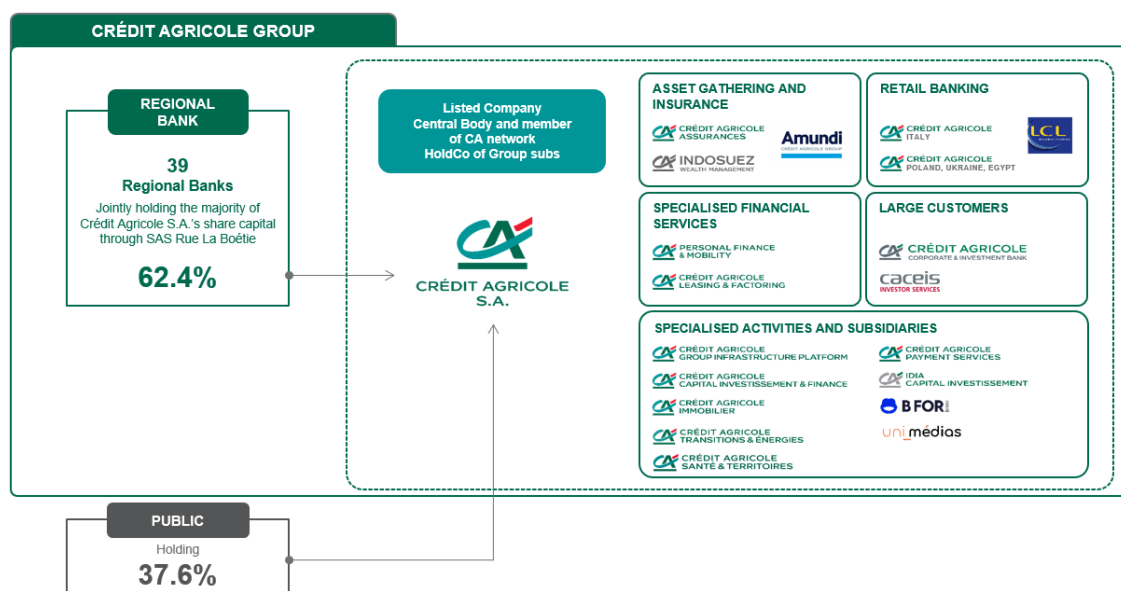 CRÉDIT AGRICOLE GROUP
REGIONAL
BANK
39
Regional Banks
Jointly holding the majority of
Crédit Agricole S.A.'s share capital
through SAS Rue La Boétie
62.4%
Listed Company
Central Body and member
of CA network
HoldCo of Group subs
CRÉDIT AGRICOLE
S.A.
ASSET GATHERING AND
INSURANCE
CRÉDIT AGRICOLE
ASSURANCES
INDOSUEZ
WEALTH MANAGEMENT
Amundi
CRÉDIT AGRICOLE GROUP
RETAIL BANKING
CRÉDIT AGRICOLE
ITALY
CRÉDIT AGRICOLE
POLAND, UKRAINE, EGYPT
LCL
SPECIALISED FINANCIAL
SERVICES
PERSONAL FINANCE
& MOBILITY
CRÉDIT AGRICOLE
LEASING & FACTORING
LARGE CUSTOMERS
CRÉDIT AGRICOLE
CORPORATE & INVESTMENT BANK
caceis
INVESTOR SERVICES
SPECIALISED ACTIVITIES AND SUBSIDIARIES
CRÉDIT AGRICOLE
GROUP INFRASTRUCTURE PLATFORM
CRÉDIT AGRICOLE
CAPITAL INVESTISSEMENT & FINANCE
CRÉDIT AGRICOLE
IMMOBILIER
CRÉDIT AGRICOLE
TRANSITIONS & ÉNERGIES
CRÉDIT AGRICOLE
SANTÉ & TERRITOIRES
CRÉDIT AGRICOLE
PAYMENT SERVICES
IDIA
CAPITAL INVESTISSEMENT
BFOR
uni_médias
PUBLIC
Holding
37.6%